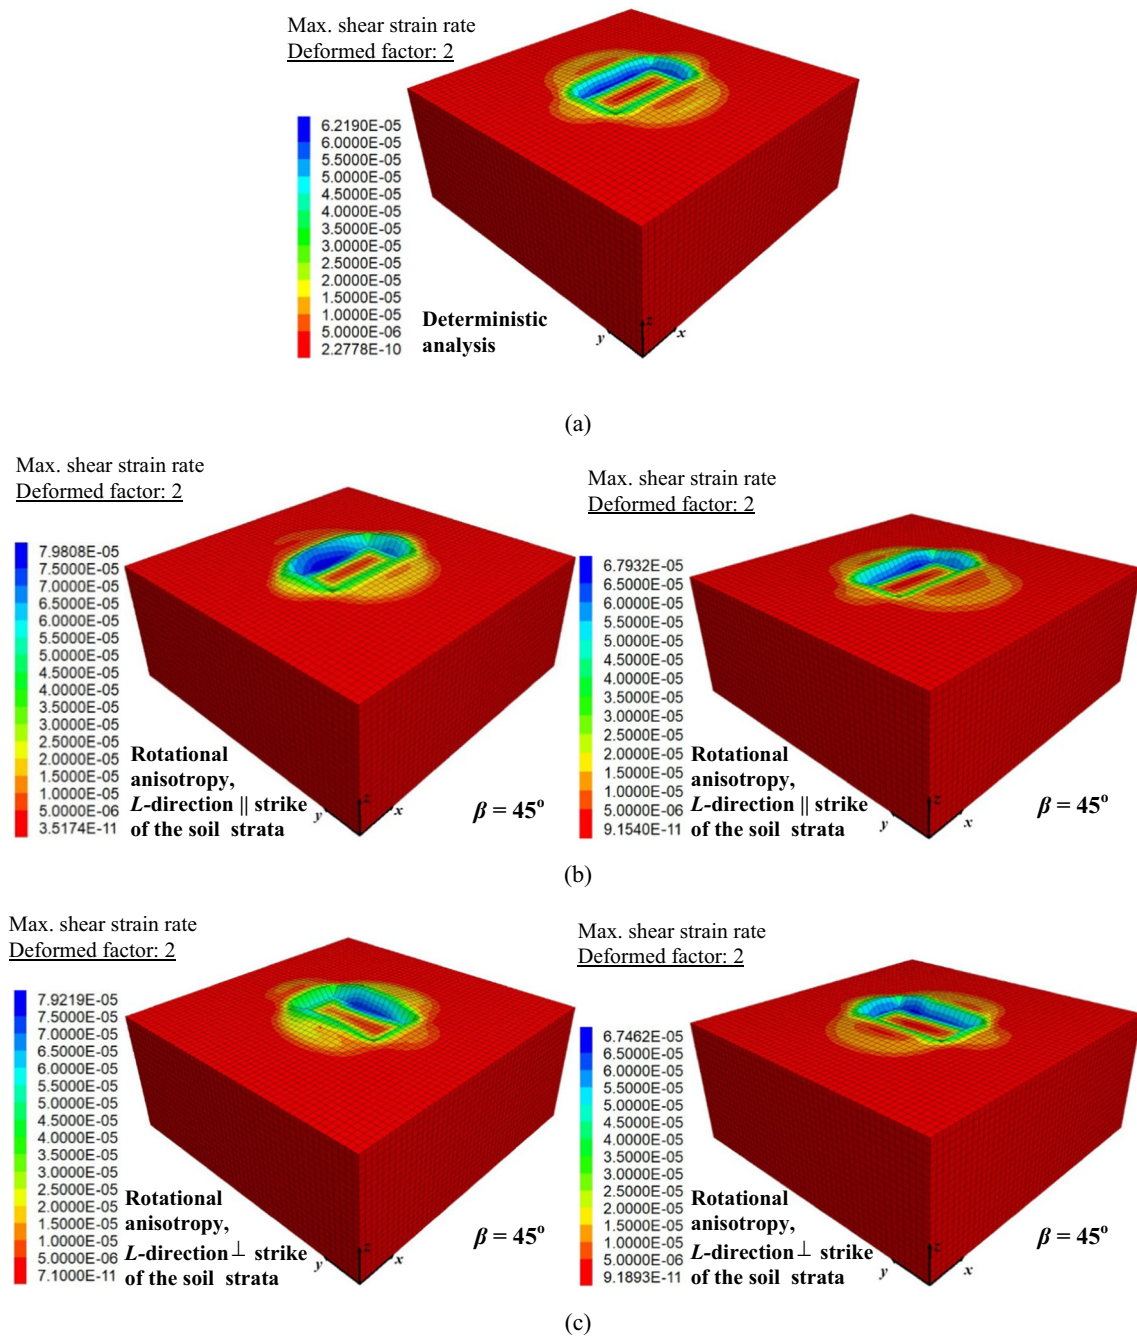 Max. shear strain rate
Deformed factor: 2
6.2190E-05
6.0000E-05
5.5000E-05
5.0000E-05
4.5000E-05
4.0000E-05
3.5000E-05
3.0000E-05
2.5000E-05
2.0000E-05
1.5000E-05
1.0000E-05
5.0000E-06
2.2778E-10
Deterministic
analysis
z
y
x
(a)
Max. shear strain rate
Deformed factor: 2
7.9808E-05
7.5000E-05
7.0000E-05
6.5000E-05
6.0000E-05
5.5000E-05
5.0000E-05
4.5000E-05
4.0000E-05
3.5000E-05
3.0000E-05
2.5000E-05
2.0000E-05
1.5000E-05
1.0000E-05
5.0000E-06
3.5174E-11
Rotational
anisotropy,
L-direction || strike
of the soil strata
z
y
x
β = 45°
Max. shear strain rate
Deformed factor: 2
6.7932E-05
6.5000E-05
6.0000E-05
5.5000E-05
5.0000E-05
4.5000E-05
4.0000E-05
3.5000E-05
3.0000E-05
2.5000E-05
2.0000E-05
1.5000E-05
1.0000E-05
5.0000E-06
9.1540E-11
Rotational
anisotropy,
L-direction || strike
of the soil strata
z
y
x
β = 45°
(b)
Max. shear strain rate
Deformed factor: 2
7.9219E-05
7.5000E-05
7.0000E-05
6.5000E-05
6.0000E-05
5.5000E-05
5.0000E-05
4.5000E-05
4.0000E-05
3.5000E-05
3.0000E-05
2.5000E-05
2.0000E-05
1.5000E-05
1.0000E-05
5.0000E-06
7.1000E-11
Rotational
anisotropy,
L-direction ⊥ strike
of the soil strata
z
y
x
β = 45°
Max. shear strain rate
Deformed factor: 2
6.7462E-05
6.5000E-05
6.0000E-05
5.5000E-05
5.0000E-05
4.5000E-05
4.0000E-05
3.5000E-05
3.0000E-05
2.5000E-05
2.0000E-05
1.5000E-05
1.0000E-05
5.0000E-06
9.1893E-11
Rotational
anisotropy,
L-direction ⊥ strike
of the soil strata
z
y
x
β = 45°
(c)